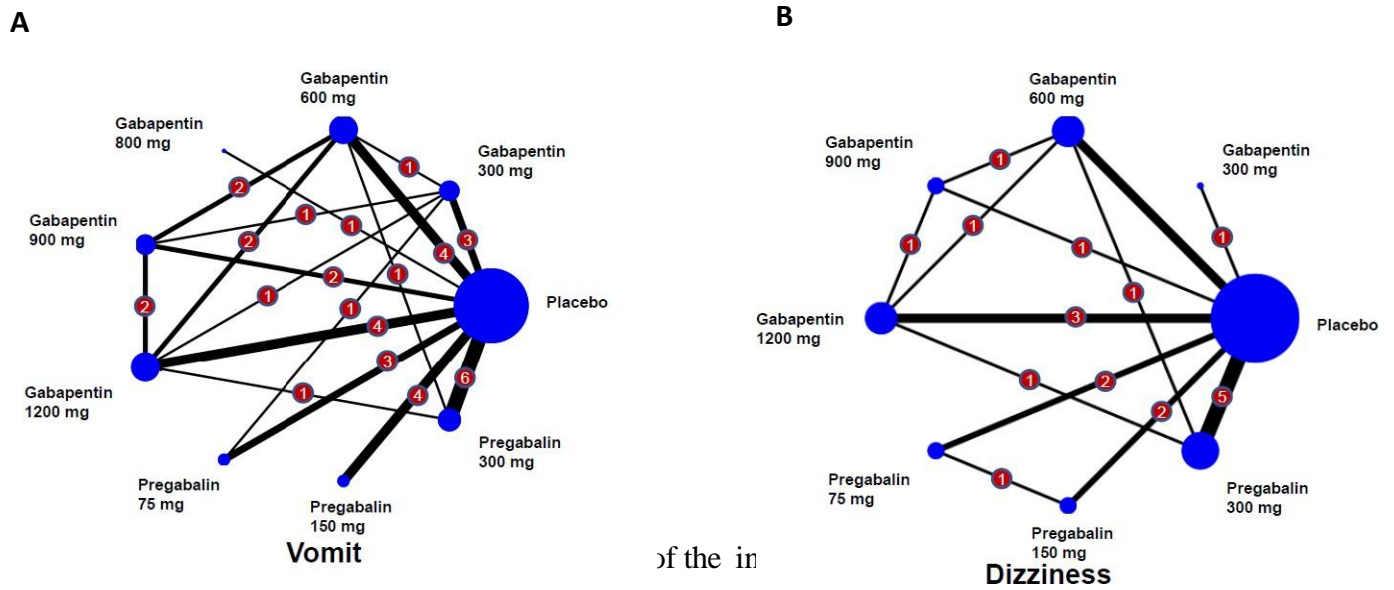 A
Gabapentin
600 mg
Gabapentin
800 mg
Gabapentin
300 mg
1
2
Gabapentin
900 mg
1
1
2
3
4
1
2
2
1
1
4
Placebo
3
6
1
4
Gabapentin
1200 mg
Pregabalin
300 mg
Pregabalin
75 mg
Pregabalin
150 mg
Vomit
of the in
B
Gabapentin
600 mg
Gabapentin
900 mg
Gabapentin
300 mg
1
1
1
1
1
1
Gabapentin
1200 mg
3
Placebo
1
2
5
2
1
Pregabalin
75 mg
Pregabalin
300 mg
Pregabalin
150 mg
Dizziness